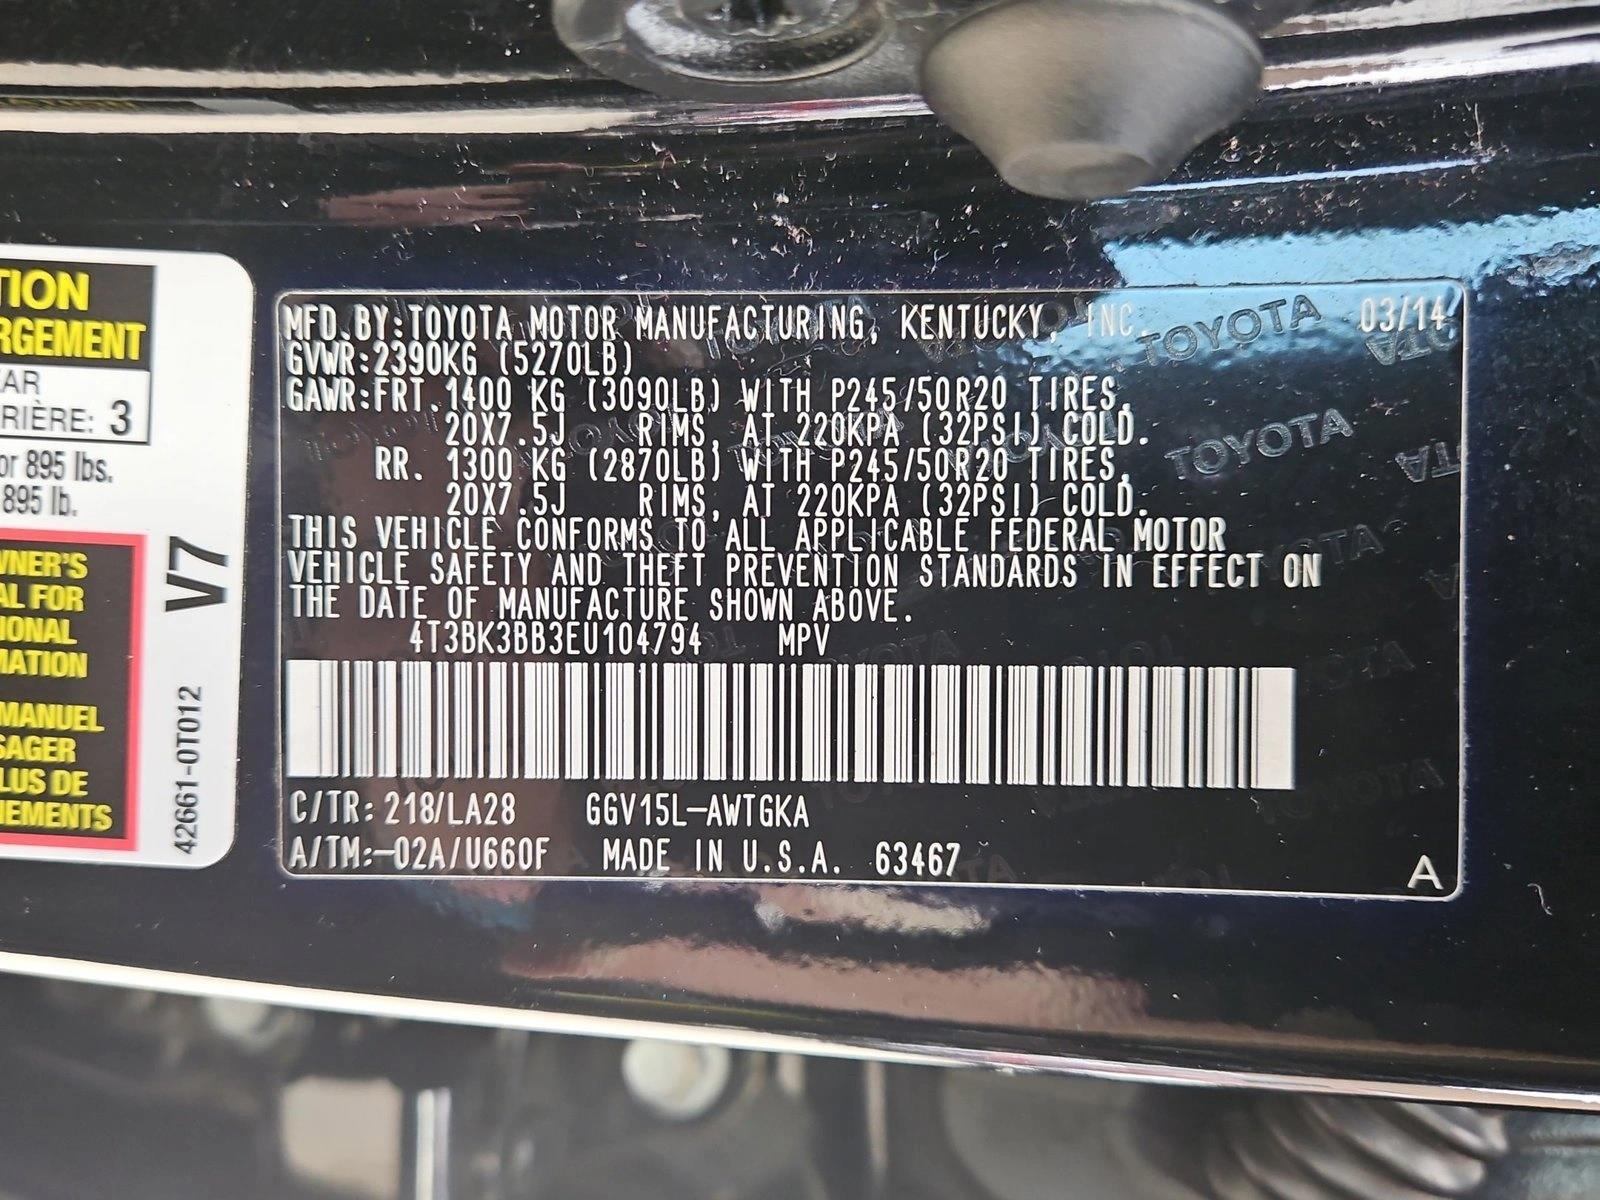 TION
RGEMENT
AR
RIÈRE: 3
or 895 lbs.
895 lb.
WNER'S
AL FOR
IONAL
MATION
MANUEL
SAGER
LUS DE
NEMENTS
V7
42661-0T012
MFD. BY: TOYOTA MOTOR MANUFACTURING, KENTUCKY, INC. 03/14
GVWR: 2390KG (5270LB)
GAWR: FRT. 1400 KG (3090LB) WITH P245/50R20 TIRES,
20X7.5J RIMS, AT 220KPA (32PSI) COLD.
RR. 1300 KG (2870LB) WITH P245/50R20 TIRES,
20X7.5J RIMS, AT 220KPA (32PSI) COLD.
THIS VEHICLE CONFORMS TO ALL APPLICABLE FEDERAL MOTOR
VEHICLE SAFETY AND THEFT PREVENTION STANDARDS IN EFFECT ON
THE DATE OF MANUFACTURE SHOWN ABOVE.
4T3BK3BB3EU104794 MPV
C/TR: 218/LA28 GGV15L-AWTGKA
A/TM:-02A/U660F MADE IN U.S.A. 63467
A
TOYOTA
TOYOTA